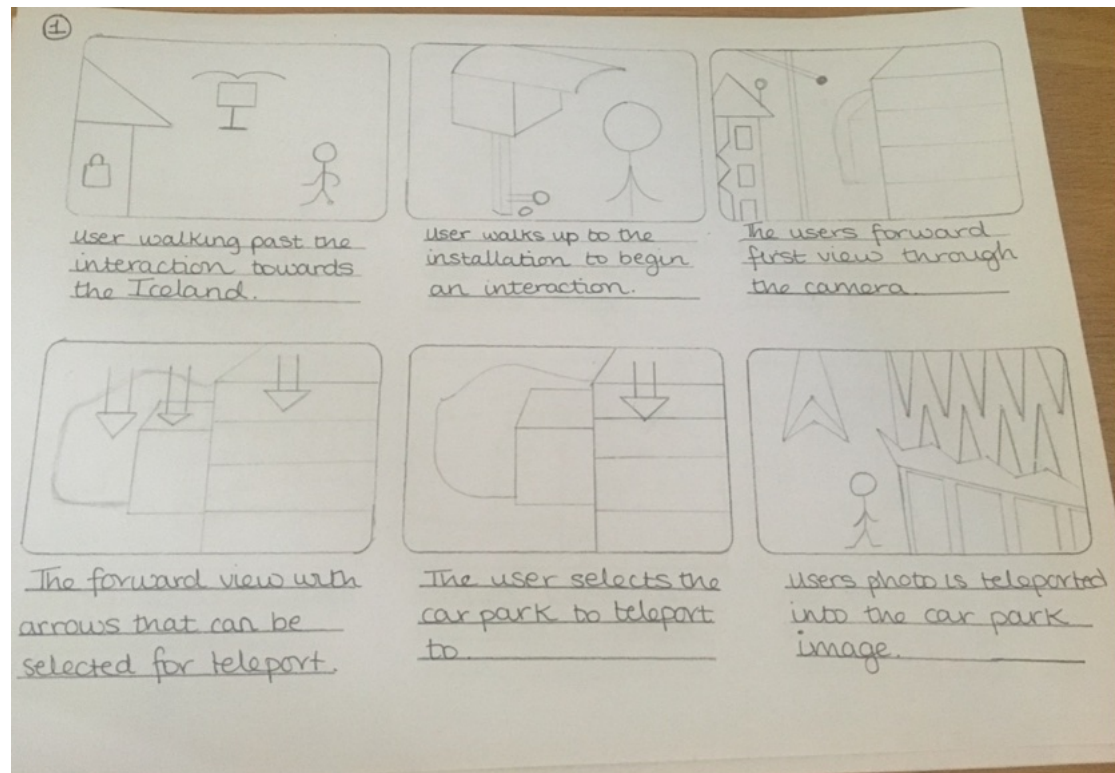 1
user walking past the
interaction towards
the Iceland.
user walks up to the
installation to begin
an interaction.
The users forward
first view through
the camera.
The forward view with
arrows that can be
selected for teleport.
The user selects the
car park to teleport
to.
users photo is teleported
into the car park
image.